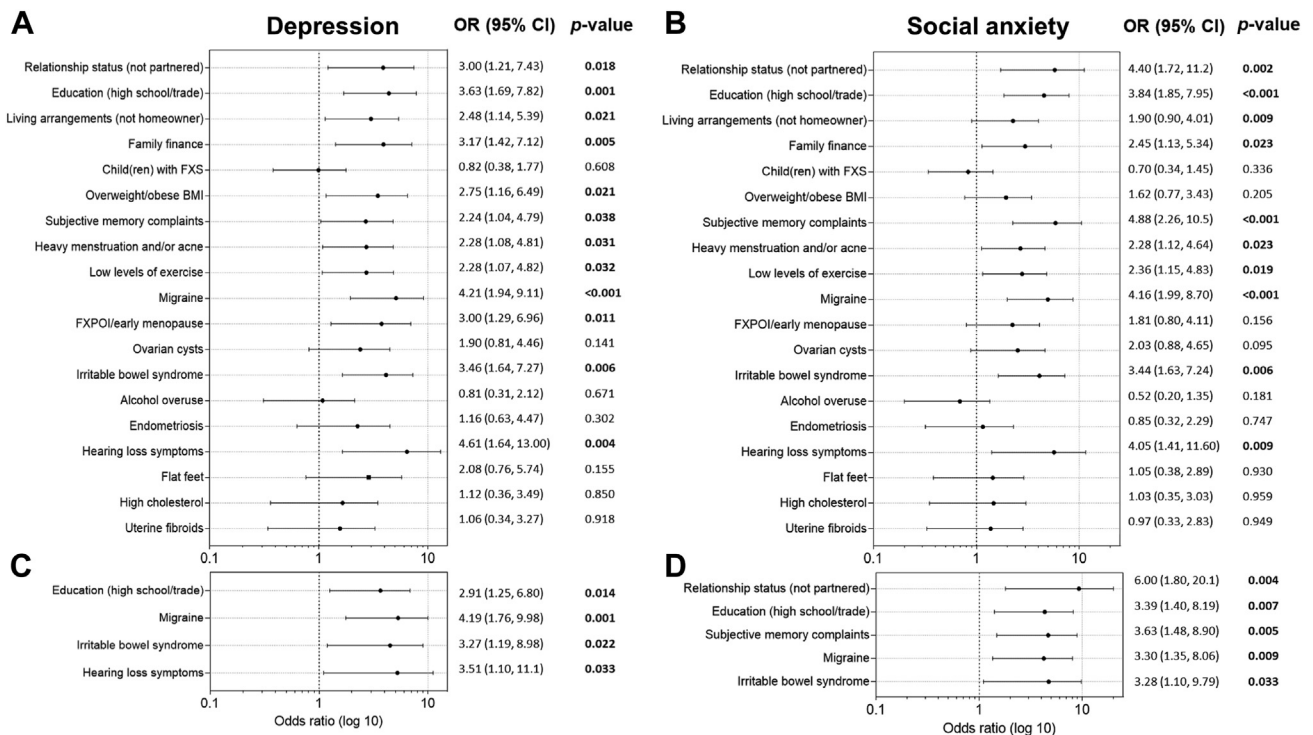 A Depression OR (95% CI) p-value
Relationship status (not partnered) 3.00 (1.21, 7.43) 0.018
Education (high school/trade) 3.63 (1.69, 7.82) 0.001
Living arrangements (not homeowner) 2.48 (1.14, 5.39) 0.021
Family finance 3.17 (1.42, 7.12) 0.005
Child(ren) with FXS 0.82 (0.38, 1.77) 0.608
Overweight/obese BMI 2.75 (1.16, 6.49) 0.021
Subjective memory complaints 2.24 (1.04, 4.79) 0.038
Heavy menstruation and/or acne 2.28 (1.08, 4.81) 0.031
Low levels of exercise 2.28 (1.07, 4.82) 0.032
Migraine 4.21 (1.94, 9.11) <0.001
FXPOI/early menopause 3.00 (1.29, 6.96) 0.011
Ovarian cysts 1.90 (0.81, 4.46) 0.141
Irritable bowel syndrome 3.46 (1.64, 7.27) 0.006
Alcohol overuse 0.81 (0.31, 2.12) 0.671
Endometriosis 1.16 (0.63, 4.47) 0.302
Hearing loss symptoms 4.61 (1.64, 13.00) 0.004
Flat feet 2.08 (0.76, 5.74) 0.155
High cholesterol 1.12 (0.36, 3.49) 0.850
Uterine fibroids 1.06 (0.34, 3.27) 0.918
0.1 1 10
B Social anxiety OR (95% CI) p-value
Relationship status (not partnered) 4.40 (1.72, 11.2) 0.002
Education (high school/trade) 3.84 (1.85, 7.95) <0.001
Living arrangements (not homeowner) 1.90 (0.90, 4.01) 0.009
Family finance 2.45 (1.13, 5.34) 0.023
Child(ren) with FXS 0.70 (0.34, 1.45) 0.336
Overweight/obese BMI 1.62 (0.77, 3.43) 0.205
Subjective memory complaints 4.88 (2.26, 10.5) <0.001
Heavy menstruation and/or acne 2.28 (1.12, 4.64) 0.023
Low levels of exercise 2.36 (1.15, 4.83) 0.019
Migraine 4.16 (1.99, 8.70) <0.001
FXPOI/early menopause 1.81 (0.80, 4.11) 0.156
Ovarian cysts 2.03 (0.88, 4.65) 0.095
Irritable bowel syndrome 3.44 (1.63, 7.24) 0.006
Alcohol overuse 0.52 (0.20, 1.35) 0.181
Endometriosis 0.85 (0.32, 2.29) 0.747
Hearing loss symptoms 4.05 (1.41, 11.60) 0.009
Flat feet 1.05 (0.38, 2.89) 0.930
High cholesterol 1.03 (0.35, 3.03) 0.959
Uterine fibroids 0.97 (0.33, 2.83) 0.949
0.1 1 10
C
Education (high school/trade) 2.91 (1.25, 6.80) 0.014
Migraine 4.19 (1.76, 9.98) 0.001
Irritable bowel syndrome 3.27 (1.19, 8.98) 0.022
Hearing loss symptoms 3.51 (1.10, 11.1) 0.033
0.1 1 10
Odds ratio (log 10)
D
Relationship status (not partnered) 6.00 (1.80, 20.1) 0.004
Education (high school/trade) 3.39 (1.40, 8.19) 0.007
Subjective memory complaints 3.63 (1.48, 8.90) 0.005
Migraine 3.30 (1.35, 8.06) 0.009
Irritable bowel syndrome 3.28 (1.10, 9.79) 0.033
0.1 1 10
Odds ratio (log 10)